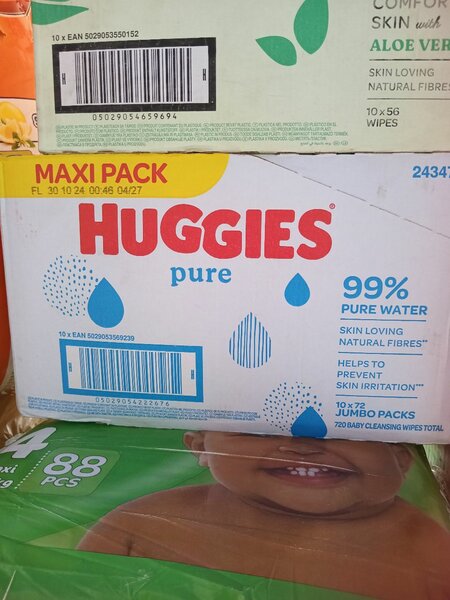 COMFOR
SKIN with
ALOE VER
10 x EAN 5029053550152
05029054659694
SKIN LOVING
NATURAL FIBRES
10x56
WIPES
MAXI PACK
FL 30 10 24 00:46 04/27
24347
HUGGIES®
pure
99%
PURE WATER
SKIN LOVING
NATURAL FIBRES**
HELPS TO
PREVENT
SKIN IRRITATION***
10 x EAN 5029053569239
05029054222676
10 x 72
JUMBO PACKS
720 BABY CLEANSING WIPES TOTAL
4
88
PCS